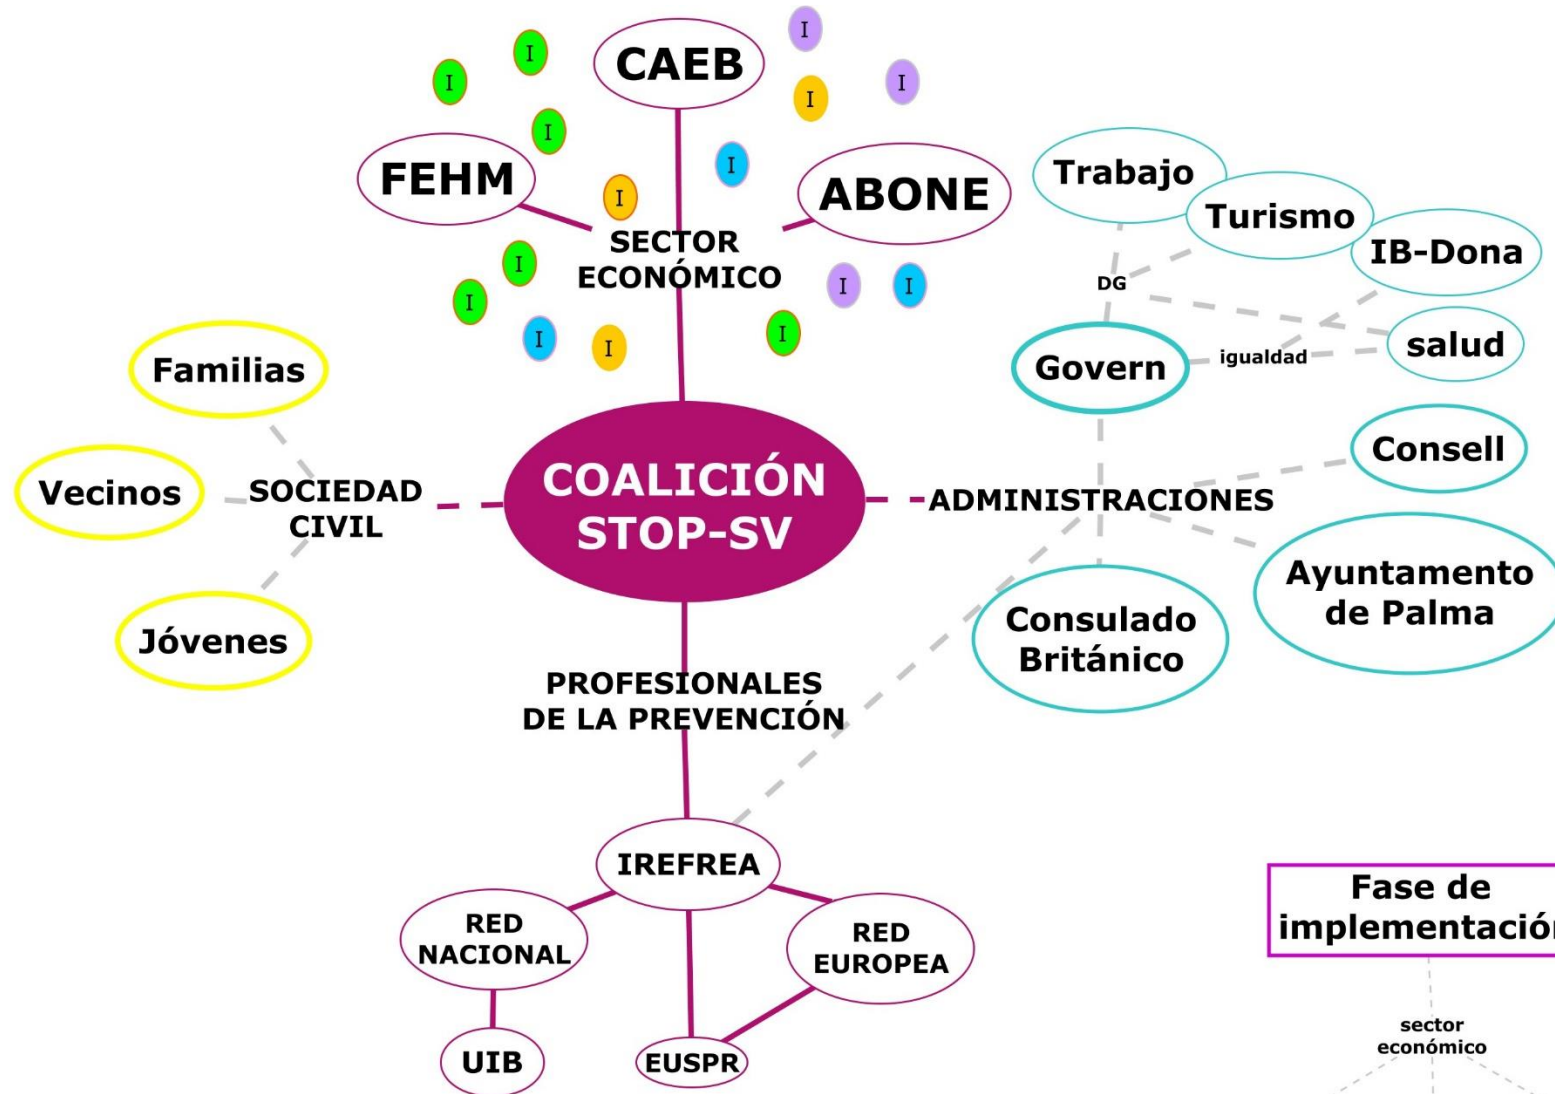 I
I
I
CAEB
I
I
I
I
FEHM
I
ABONE
I
SECTOR
ECONÓMICO
I
I
I
I
I
I
I
Trabajo
Turismo
IB-Dona
DG
salud
igualdad
Govern
Familias
Vecinos
SOCIEDAD
CIVIL
Jóvenes
COALICIÓN
STOP-SV
ADMINISTRACIONES
Consell
Ayuntamento
de Palma
Consulado
Británico
PROFESIONALES
DE LA PREVENCIÓN
IREFREA
RED
NACIONAL
RED
EUROPEA
UIB
EUSPR
Fase de
implementación
sector
económico